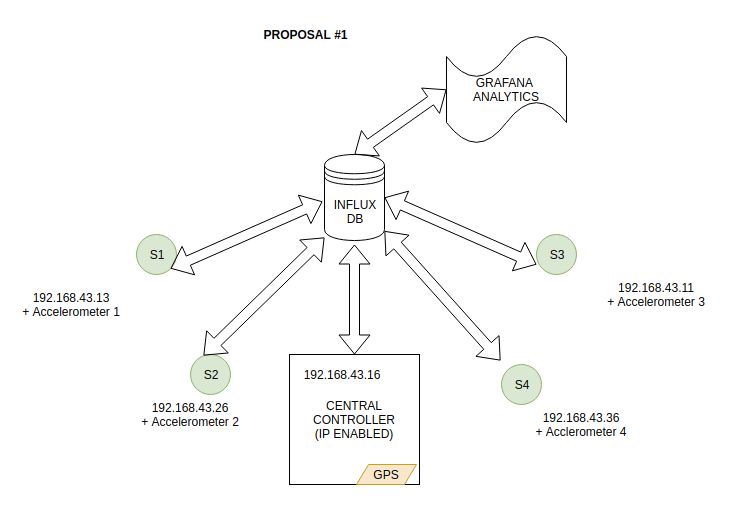 PROPOSAL #1
GRAFANA
ANALYTICS
INFLUX
DB
S1
S3
192.168.43.13
+ Accelerometer 1
192.168.43.11
+ Accelerometer 3
S2
192.168.43.26
+ Accelerometer 2
192.168.43.16
CENTRAL
CONTROLLER
(IP ENABLED)
GPS
S4
192.168.43.36
+ Acclerometer 4